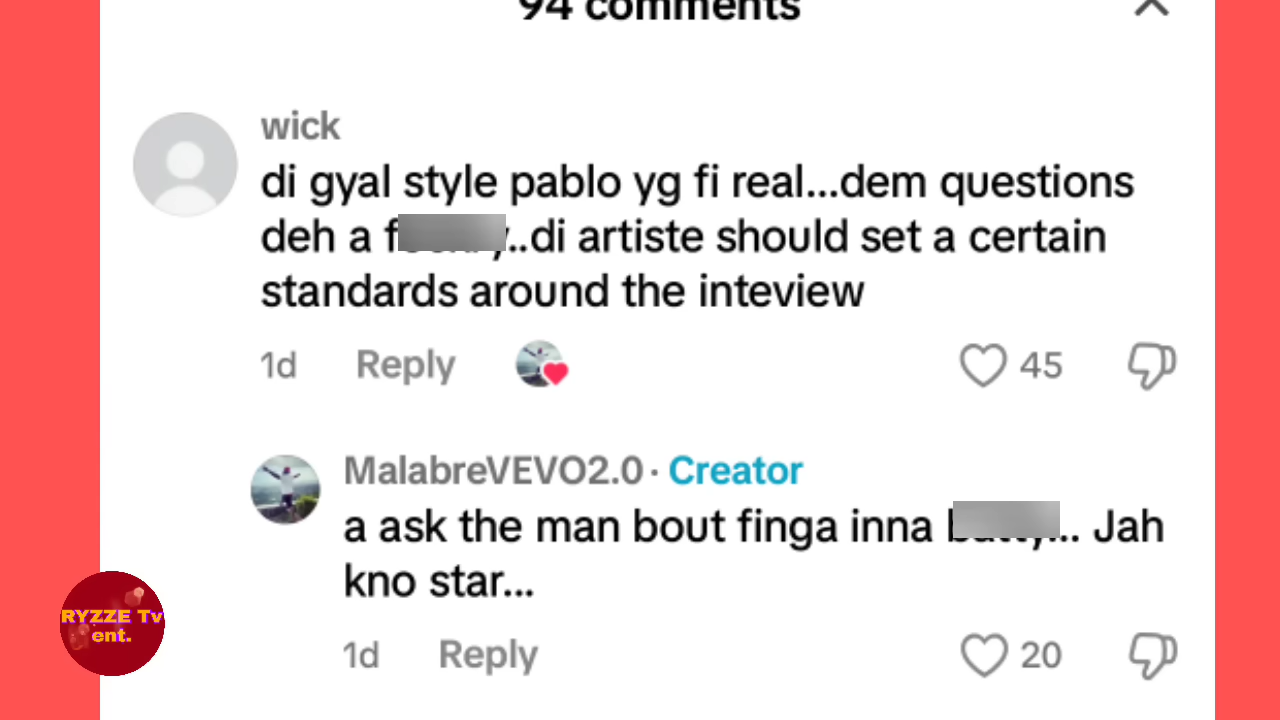 94 comments
wick
di gyal style pablo yg fi real...dem questions
deh a f..di artiste should set a certain
standards around the inteview
1d Reply 45
MalabreVEVO2.0 · Creator
a ask the man bout finga inna b... Jah
kno star...
1d Reply 20
RYZZE Tv
ent.